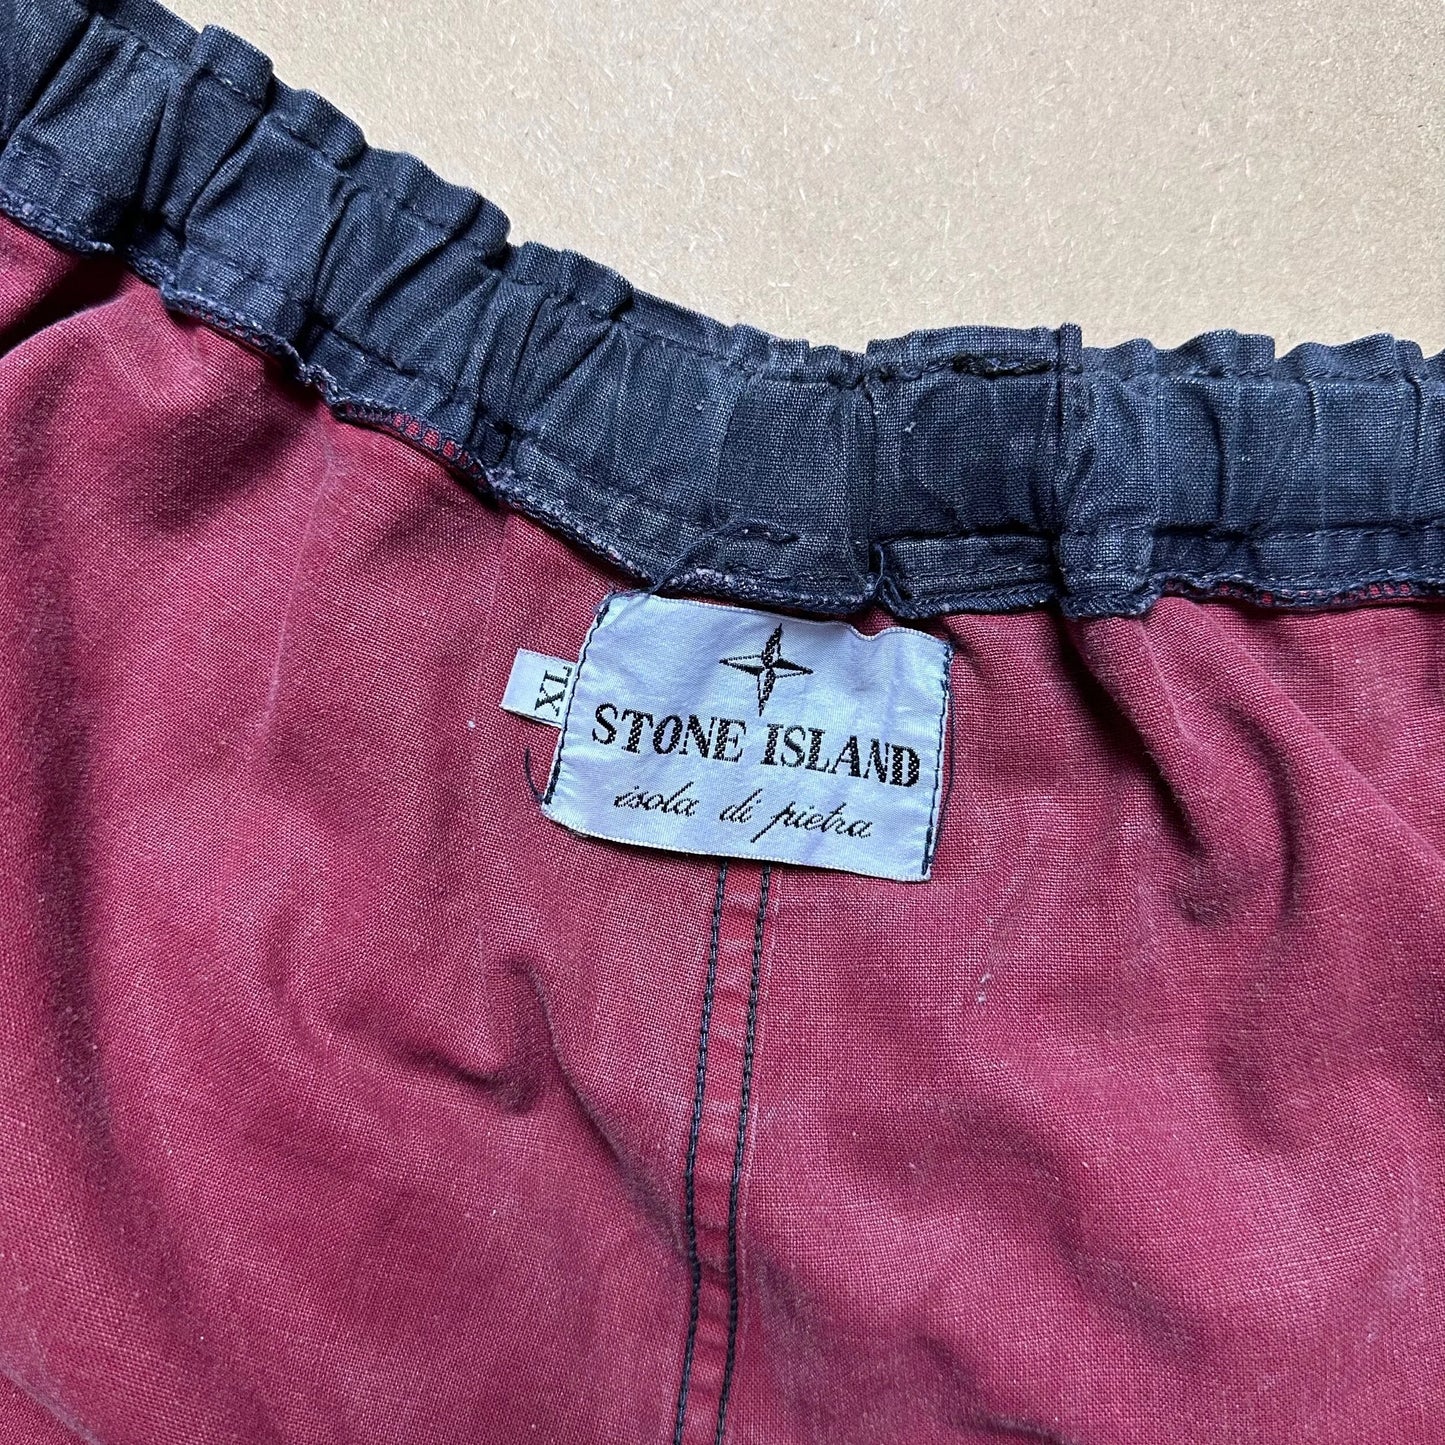 XL
STONE ISLAND
isola di pietra